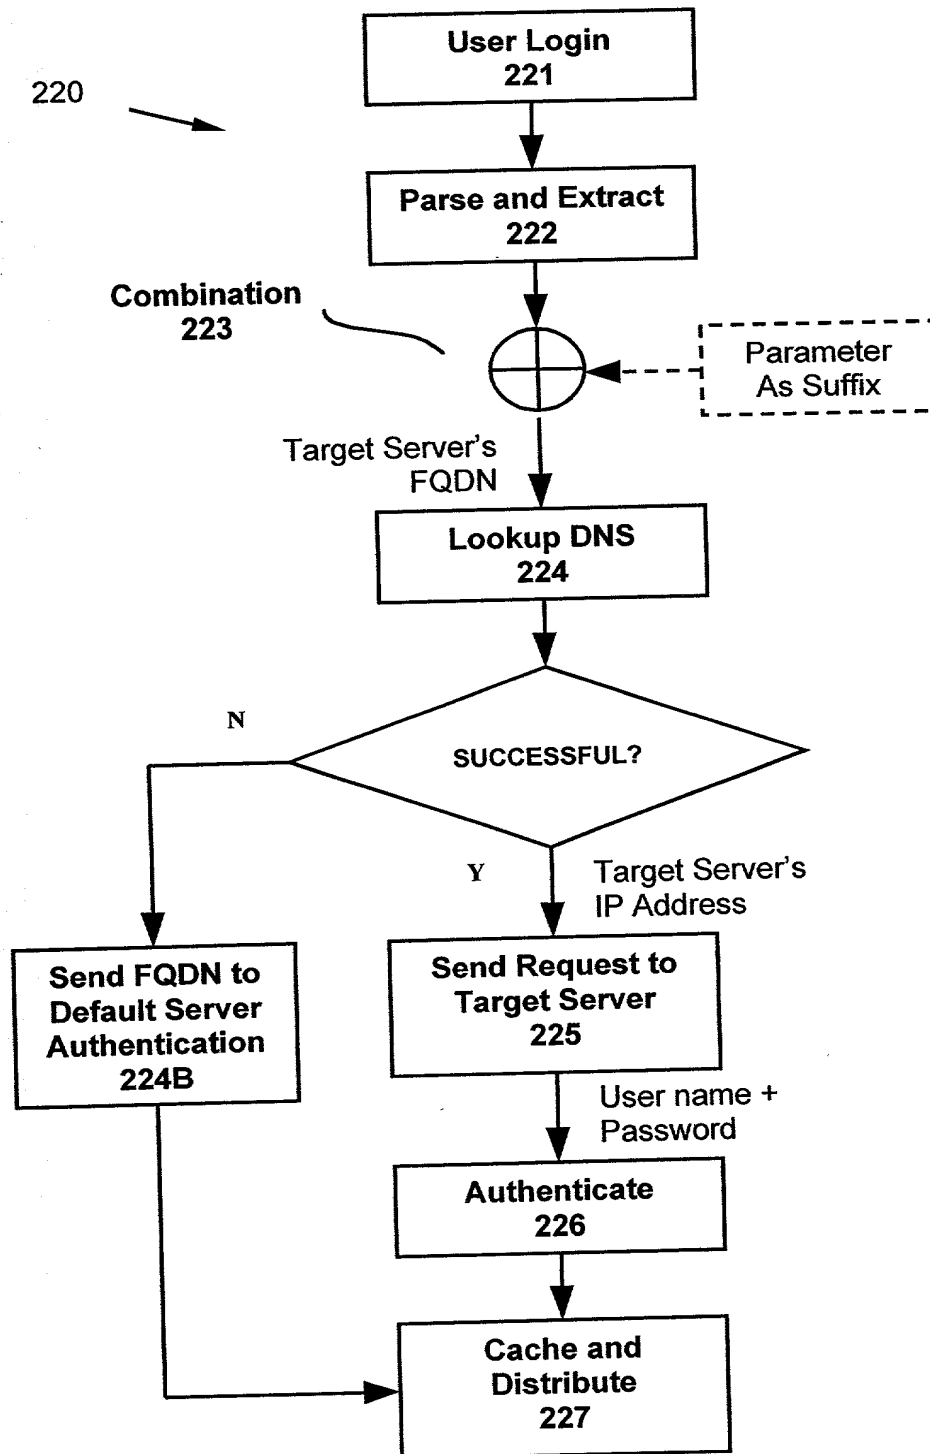 User Login
221
220
Parse and Extract
222
Combination
223
Parameter
As Suffix
Target Server's
FQDN
Lookup DNS
224
N
SUCCESSFUL?
Y
Target Server's
IP Address
Send FQDN to
Default Server
Authentication
224B
Send Request to
Target Server
225
User name +
Password
Authenticate
226
Cache and
Distribute
227